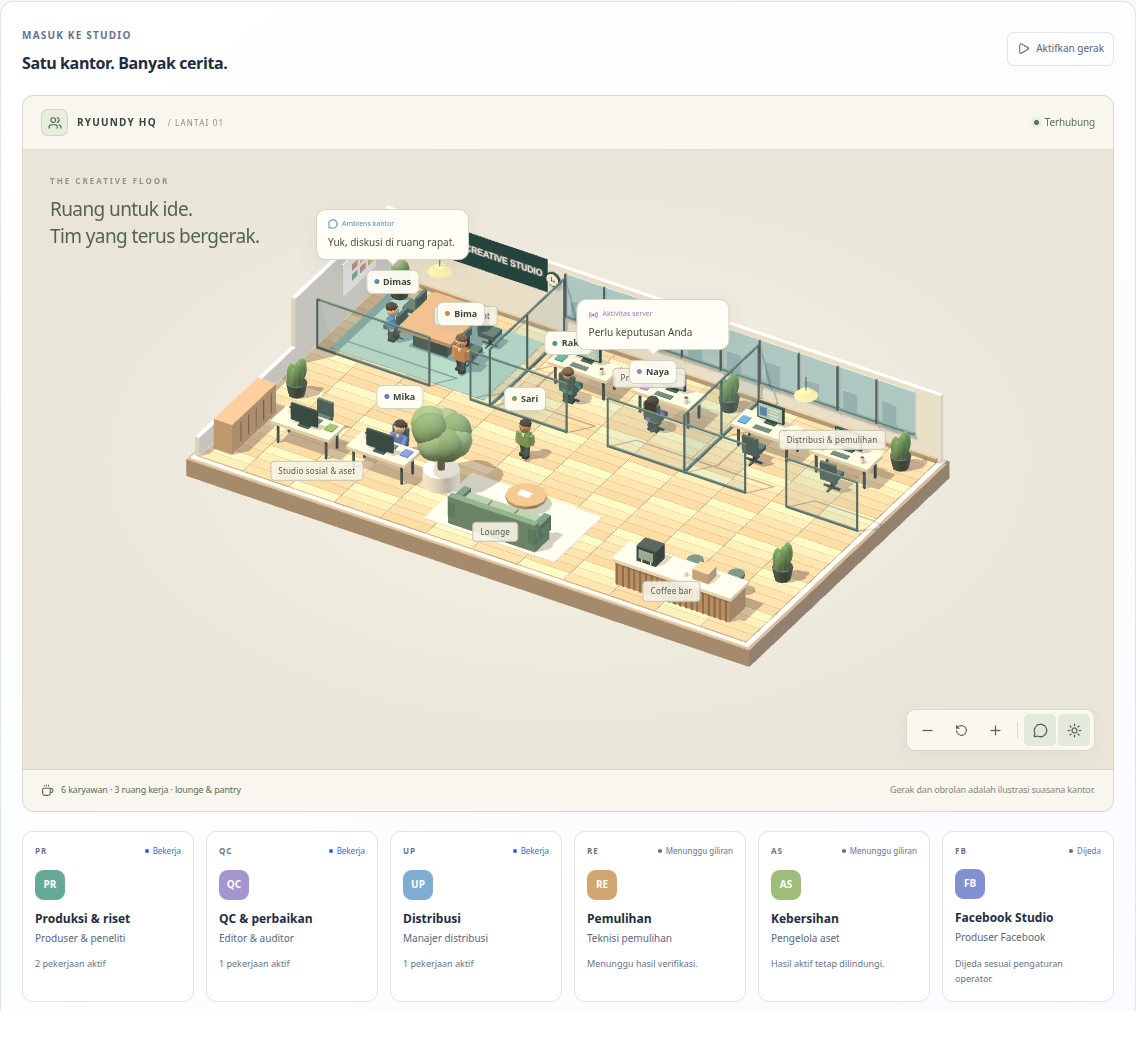 MASUK KE STUDIO
Satu kantor. Banyak cerita.
Aktifkan gerak
RYUUNDY HQ / LANTAI 01
Terhubung
THE CREATIVE FLOOR
Ruang untuk ide.
Tim yang terus bergerak.
Ambiens kantor
Yuk, diskusi di ruang rapat.
CREATIVE STUDIO
Dimas
Bima
Aktivitas server
Perlu keputusan Anda
Naya
Mika
Sari
Distribusi & pemulihan
Studio sosial & aset
Lounge
Coffee bar
6 karyawan · 3 ruang kerja · lounge & pantry
Gerak dan obrolan adalah ilustrasi suasana kantor.
PR
Bekerja
PR
Produksi & riset
Produser & peneliti
2 pekerjaan aktif
QC
Bekerja
QC
QC & perbaikan
Editor & auditor
1 pekerjaan aktif
UP
Bekerja
UP
Distribusi
Manajer distribusi
1 pekerjaan aktif
RE
Menunggu giliran
RE
Pemulihan
Teknisi pemulihan
Menunggu hasil verifikasi.
AS
Menunggu giliran
AS
Kebersihan
Pengelola aset
Hasil aktif tetap dilindungi.
FB
Dijeda
FB
Facebook Studio
Produser Facebook
Dijeda sesuai pengaturan
operator.